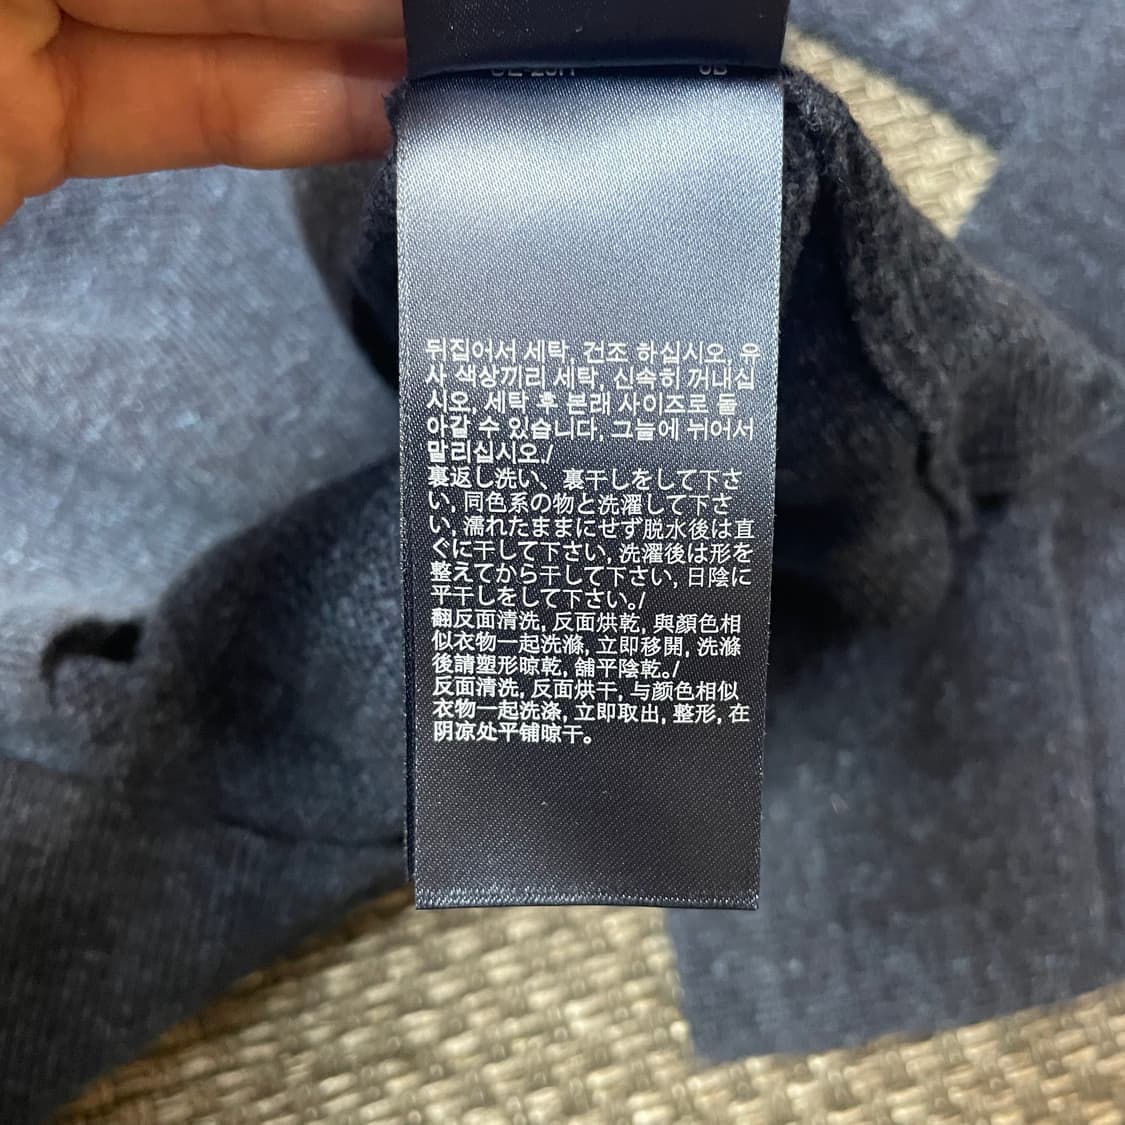 뒤집어서 세탁, 건조 하십시오, 유
사 색상끼리 세탁, 신속히 꺼내십
시오, 세탁 후 본래 사이즈로 돌
아갈 수 있습니다, 그늘에 뉘어서
말리십시오/
裏返し洗い、裏干しをして下さ
い, 同色系の物と洗濯して下さ
い, 濡れたままにせず脱水後は直
ぐに干して下さい, 洗濯後は形を
整えてから干して下さい, 日陰に
平干しをして下さい。/
翻反面清洗, 反面烘乾, 與顏色相
似衣物一起洗滌, 立即移開, 洗滌
後請塑形晾乾, 舖平陰乾。/
反面清洗, 反面烘干, 与颜色相似
衣物一起洗涤, 立即取出, 整形, 在
阴凉处平铺晾干。